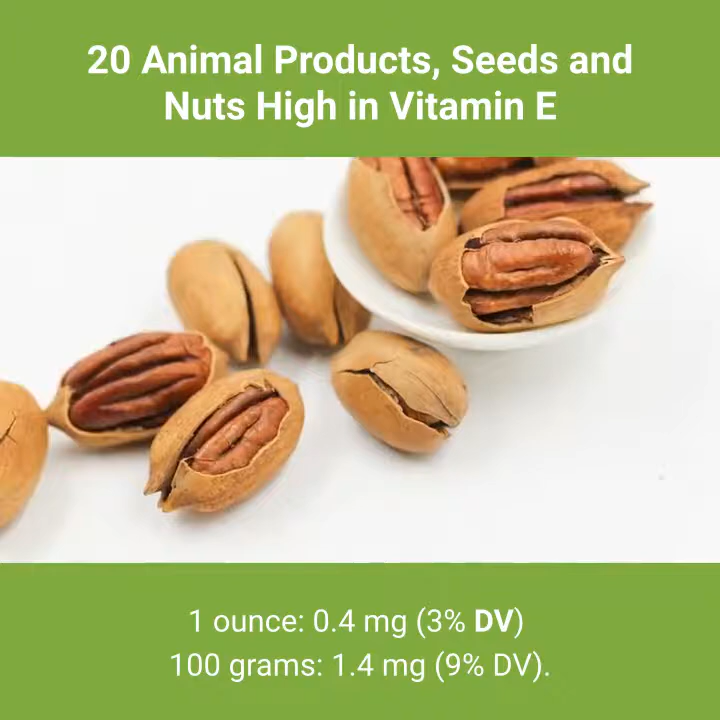 20 Animal Products, Seeds and
Nuts High in Vitamin E
1 ounce: 0.4 mg (3% DV)
100 grams: 1.4 mg (9% DV).